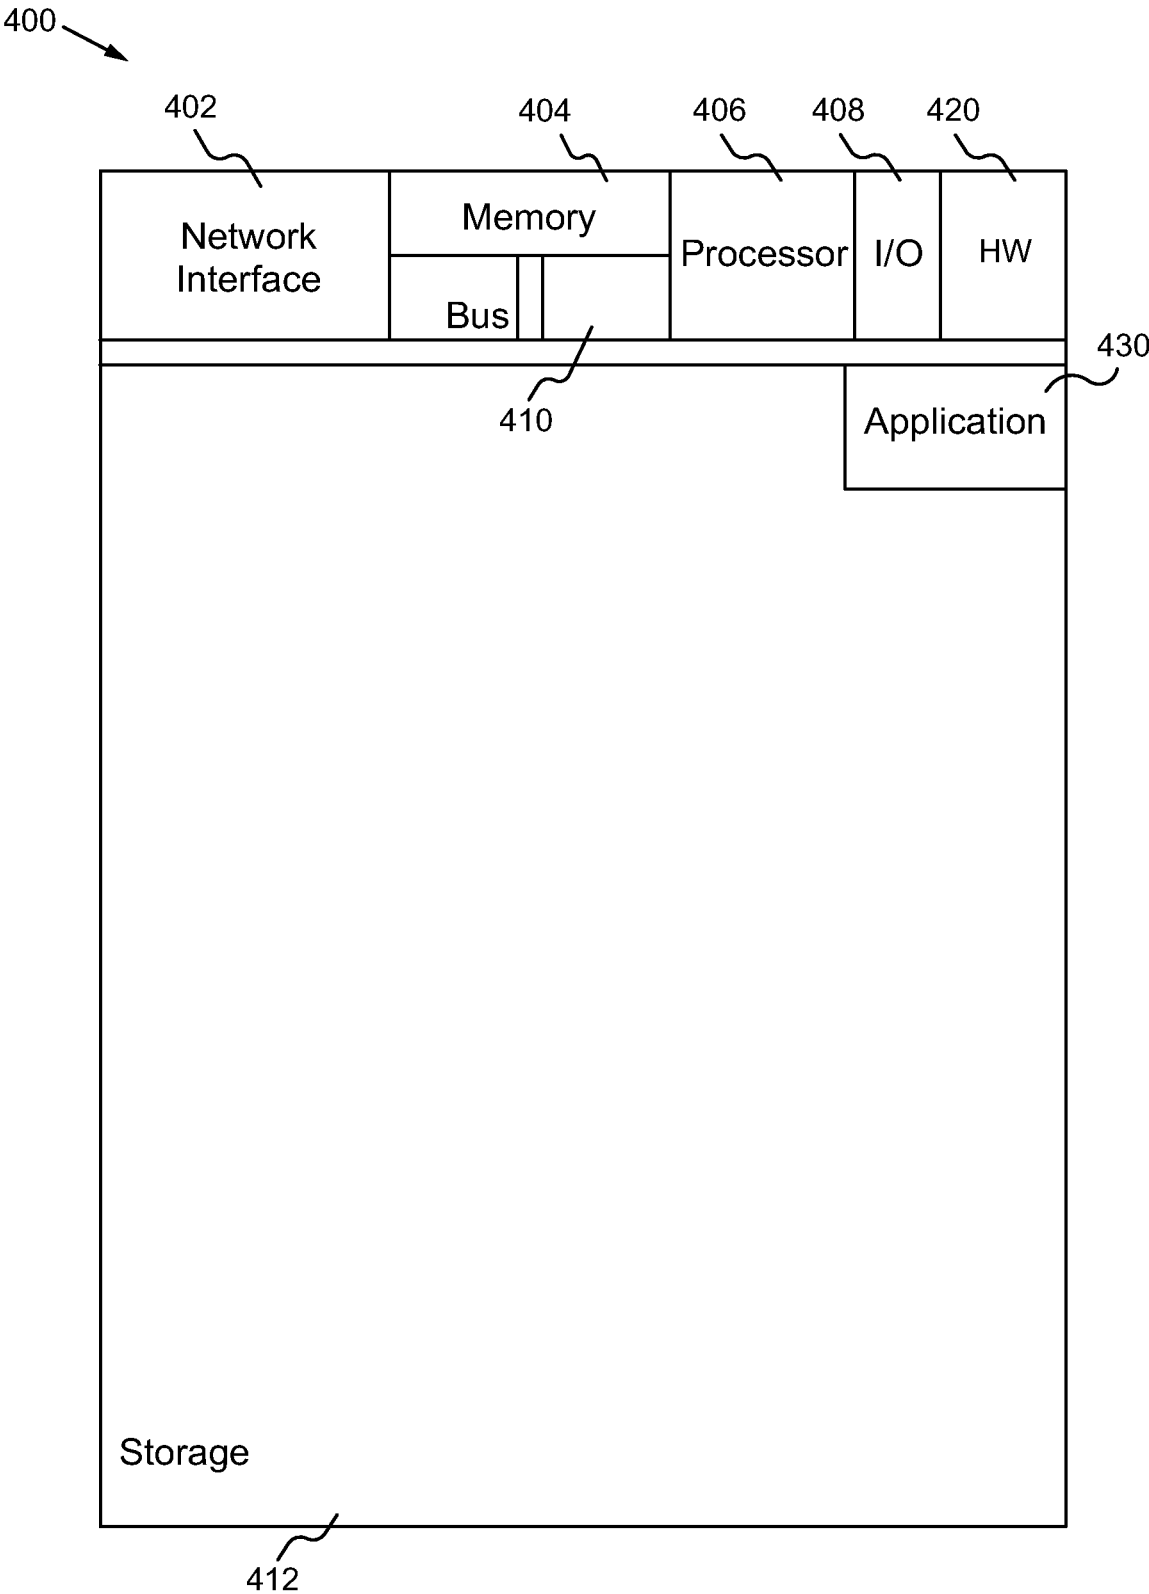 400
402
404
406
408
420
Network
Interface
Memory
Processor
I/O
HW
Bus
430
410
Application
Storage
412